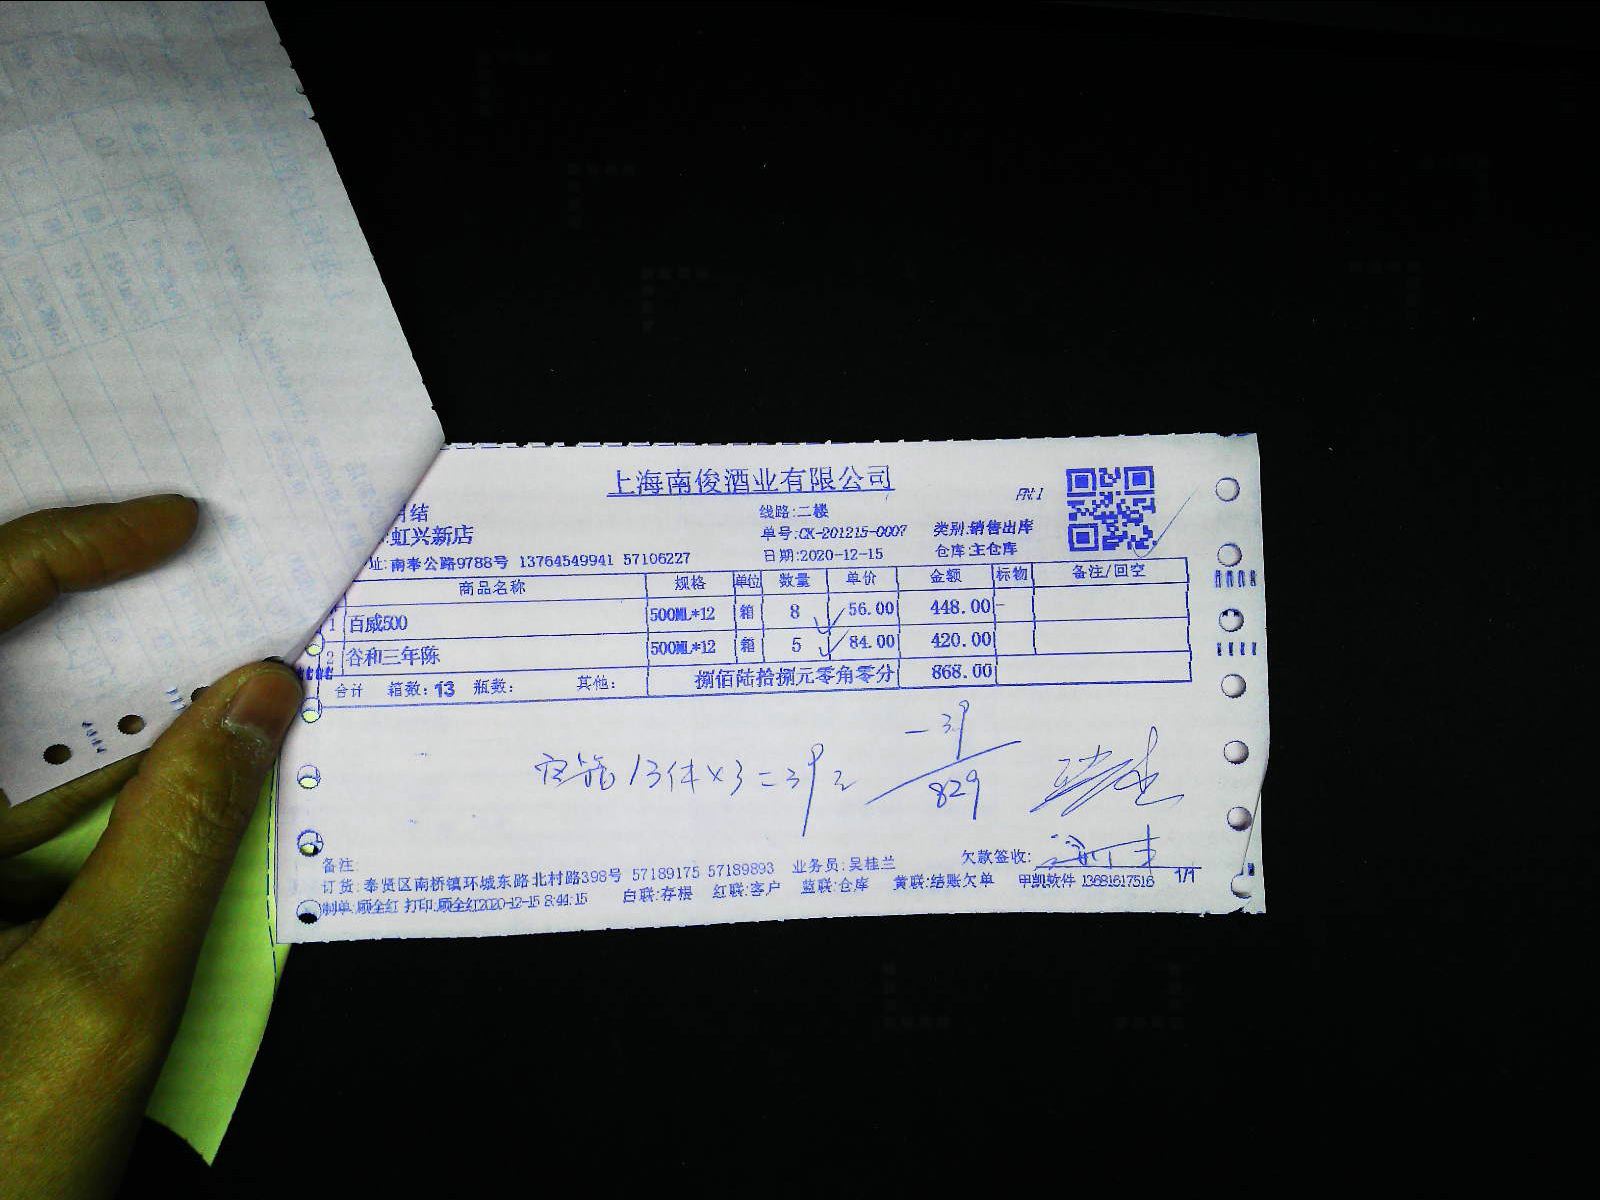 上海南俊酒业有限公司
月结
线路:二楼
虹兴新店
单号:CK-201215-0007 类别:销售出库
址:南奉公路9788号 13764549941 57106227
日期:2020-12-15 仓库:主仓库
商品名称 规格 单位 数量 单价 金额 标物 备注/回空
1 百威500 500ML*12 箱 8 56.00 448.00
2 谷和三年陈 500ML*12 箱 5 84.00 420.00
合计 箱数:13 瓶数: 其他: 捌佰陆拾捌元零角零分 868.00
-39
13件×3=39
829
备注:
欠款签收:
订货:奉贤区南桥镇环城东路北村路398号 57189175 57189893 业务员:吴桂兰
制单:顾全红 打印:顾全红2020-12-15 8:44:15 白联:存根 红联:客户 蓝联:仓库 黄联:结账欠单 甲凯软件 13681617516 1/1